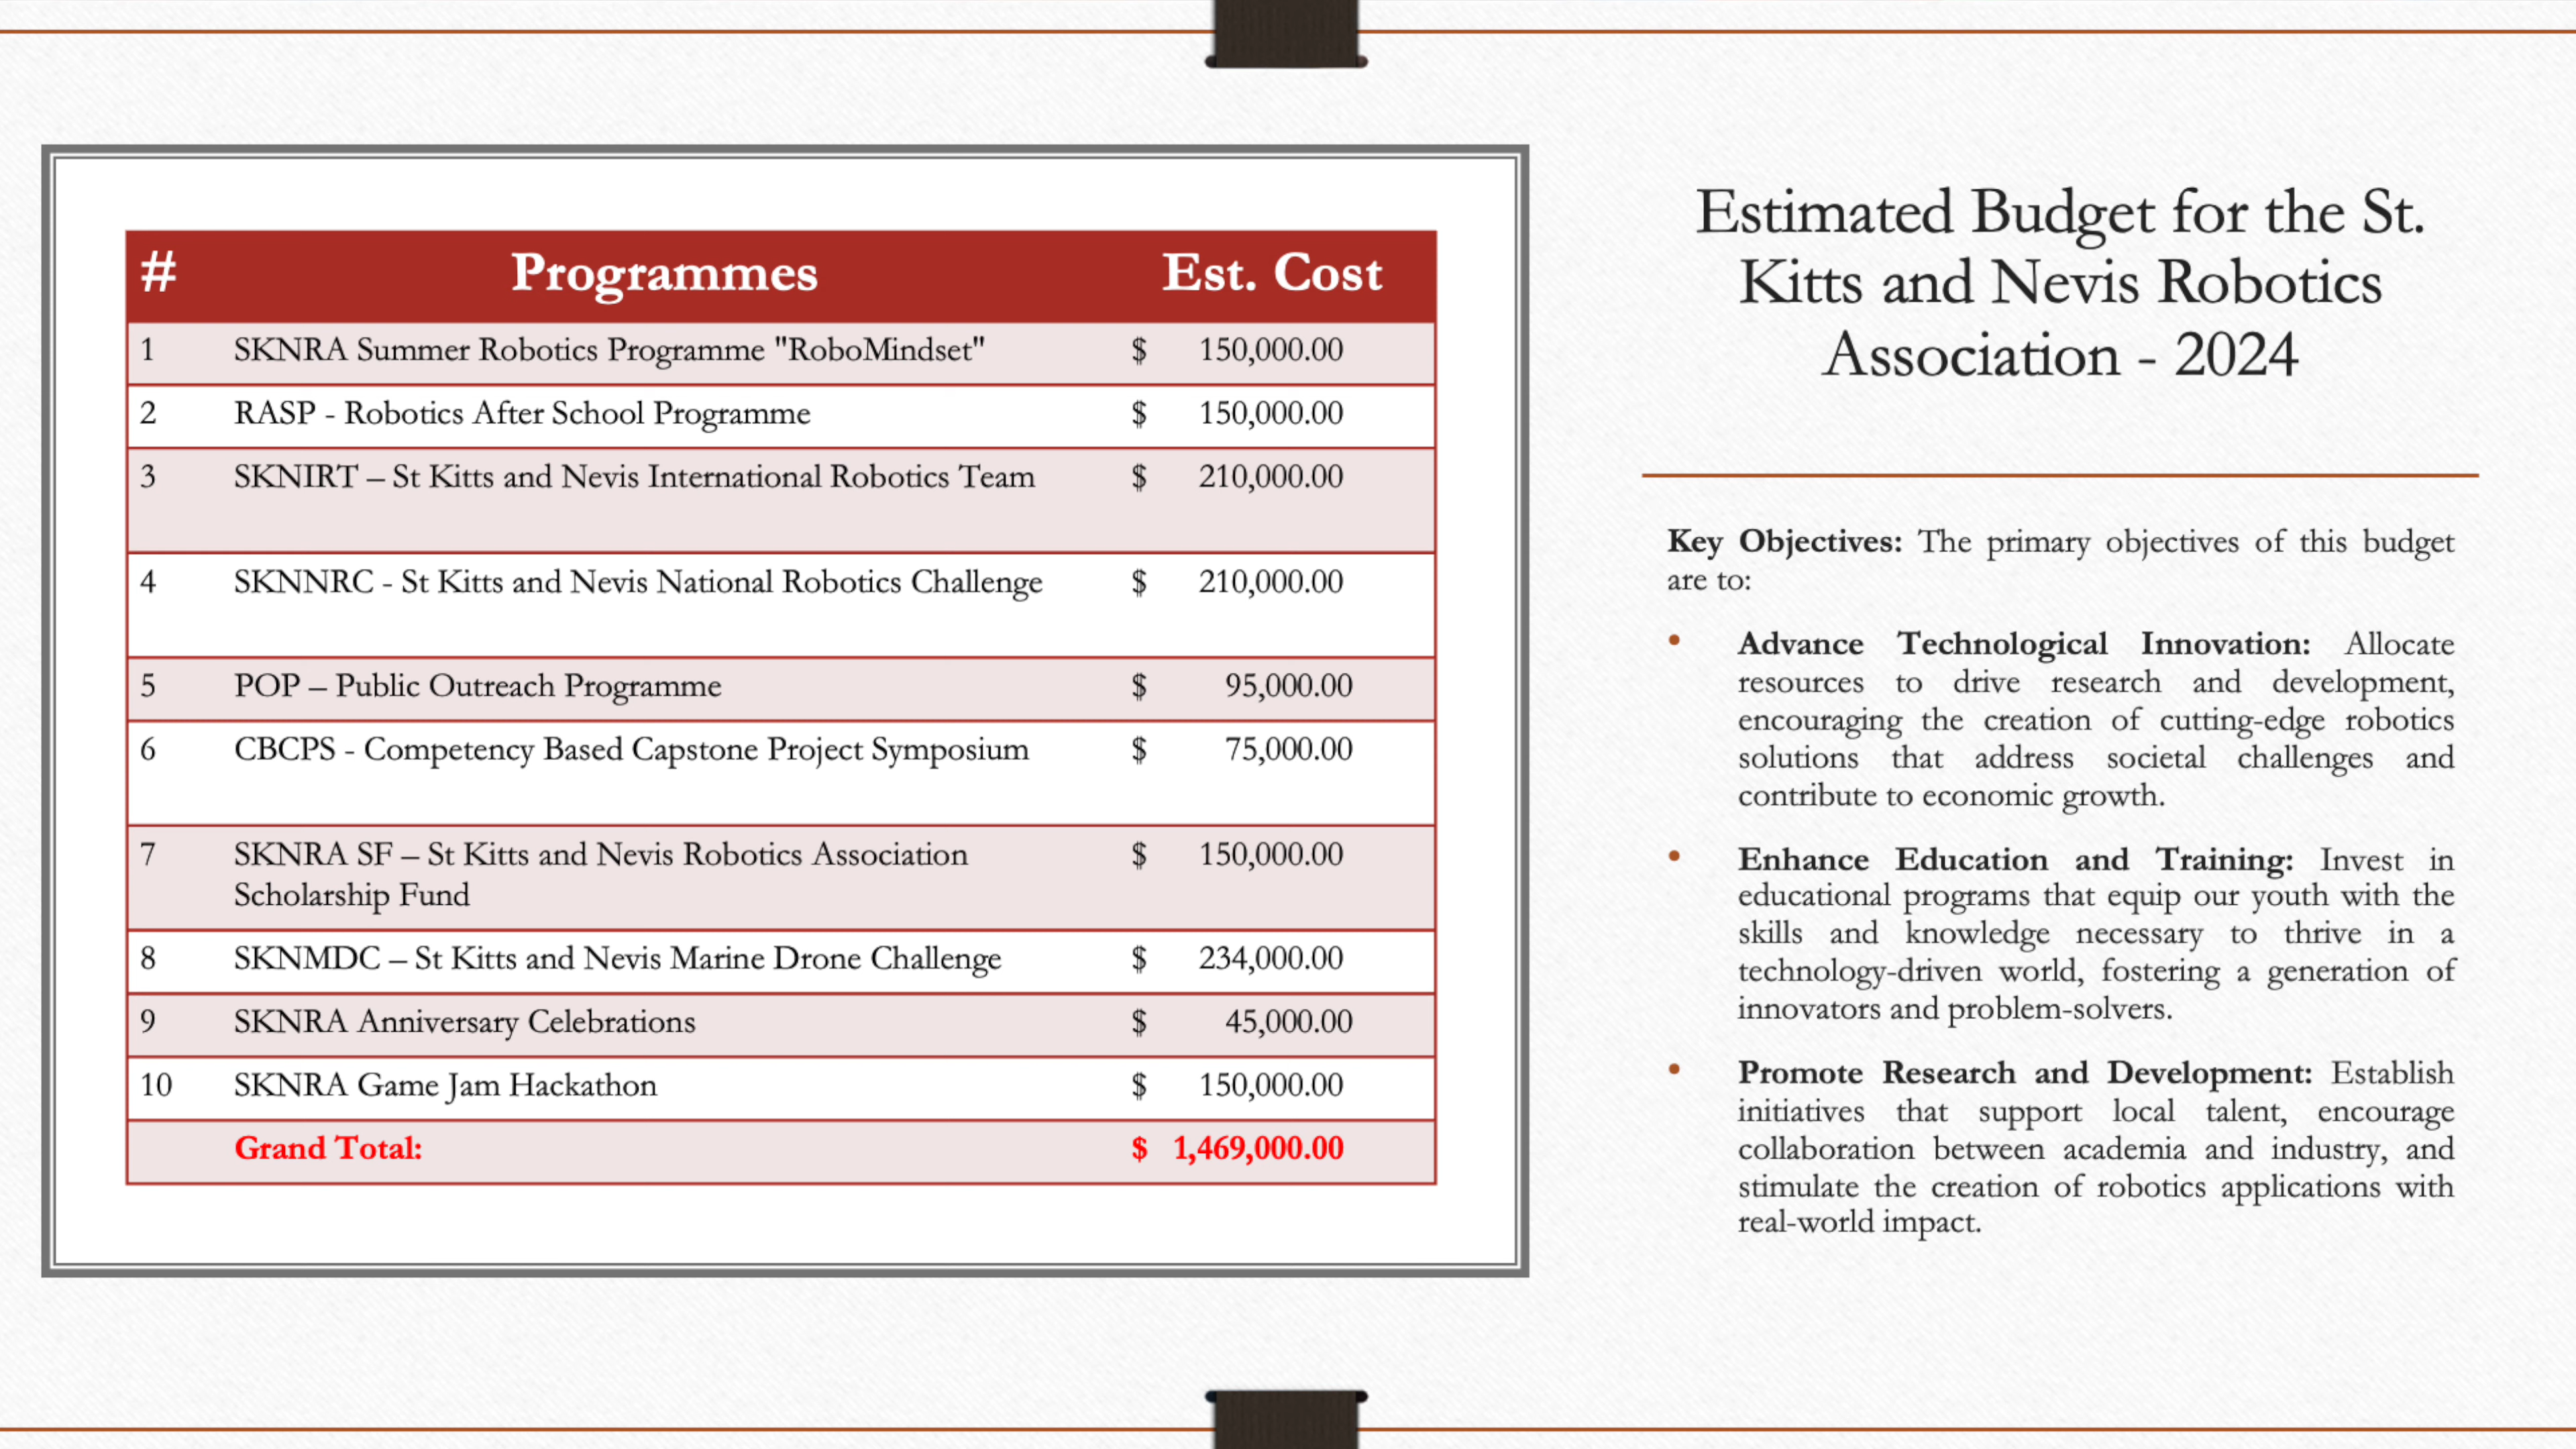 # Programmes Est. Cost
1 SKNRA Summer Robotics Programme "RoboMindset" $ 150,000.00
2 RASP - Robotics After School Programme $ 150,000.00
3 SKNIRT – St Kitts and Nevis International Robotics Team $ 210,000.00
4 SKNNRC - St Kitts and Nevis National Robotics Challenge $ 210,000.00
5 POP – Public Outreach Programme $ 95,000.00
6 CBCPS - Competency Based Capstone Project Symposium $ 75,000.00
7 SKNRA SF – St Kitts and Nevis Robotics Association $ 150,000.00
Scholarship Fund
8 SKNMDC – St Kitts and Nevis Marine Drone Challenge $ 234,000.00
9 SKNRA Anniversary Celebrations $ 45,000.00
10 SKNRA Game Jam Hackathon $ 150,000.00
Grand Total: $ 1,469,000.00
Estimated Budget for the St.
Kitts and Nevis Robotics
Association - 2024
Key Objectives: The primary objectives of this budget
are to:
• Advance Technological Innovation: Allocate
resources to drive research and development,
encouraging the creation of cutting-edge robotics
solutions that address societal challenges and
contribute to economic growth.
• Enhance Education and Training: Invest in
educational programs that equip our youth with the
skills and knowledge necessary to thrive in a
technology-driven world, fostering a generation of
innovators and problem-solvers.
• Promote Research and Development: Establish
initiatives that support local talent, encourage
collaboration between academia and industry, and
stimulate the creation of robotics applications with
real-world impact.